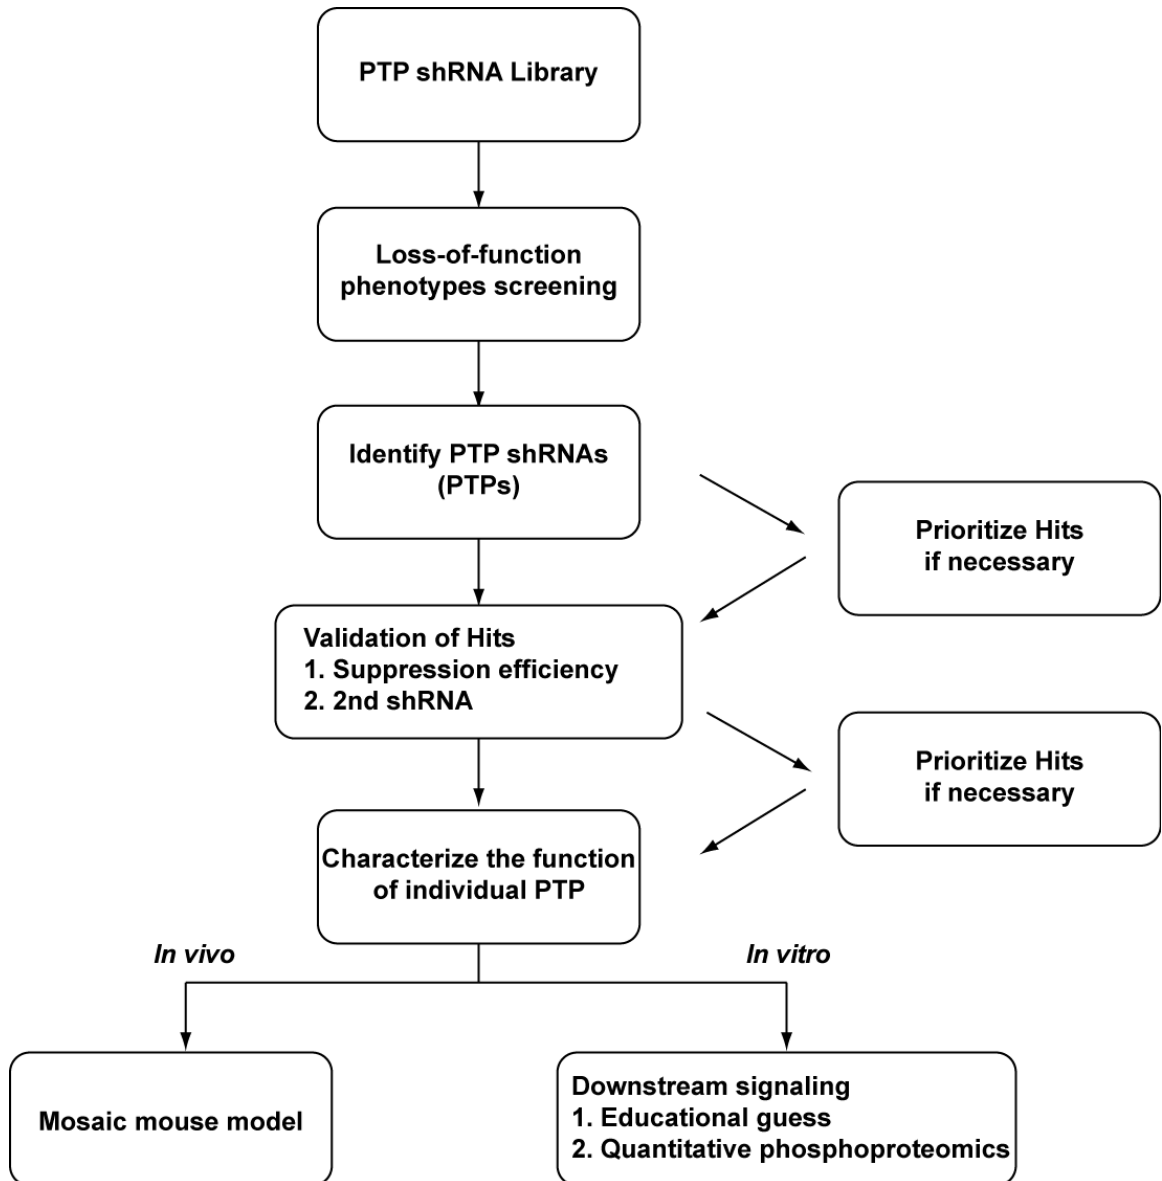 PTP shRNA Library
Loss-of-function
phenotypes screening
Identify PTP shRNAs
(PTPs)
Prioritize Hits
if necessary
Validation of Hits
1. Suppression efficiency
2. 2nd shRNA
Prioritize Hits
if necessary
Characterize the function
of individual PTP
In vivo
In vitro
Mosaic mouse model
Downstream signaling
1. Educational guess
2. Quantitative phosphoproteomics